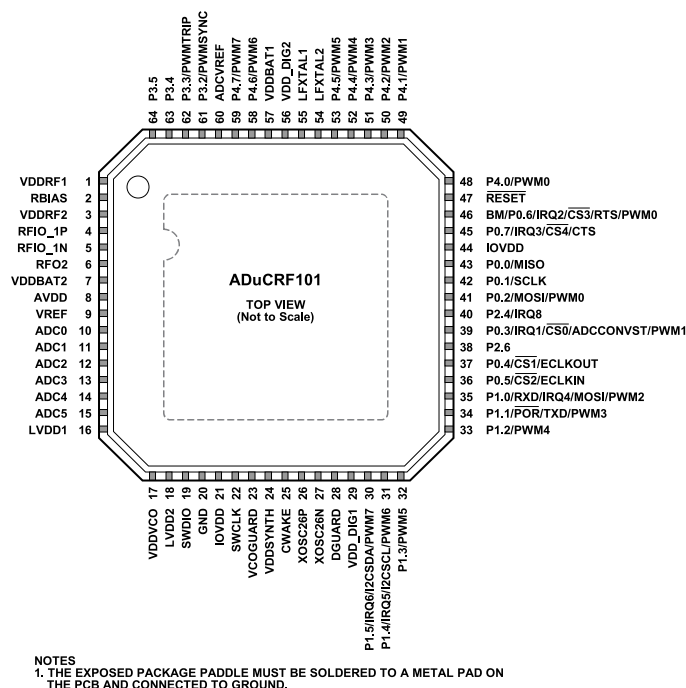 64 P3.5
63 P3.4
62 P3.3/PWMTRIP
61 P3.2/PWMSYNC
60 ADCVREF
59 P4.7/PWM7
58 P4.6/PWM6
57 VDDBAT1
56 VDD_DIG2
55 LFXTAL1
54 LFXTAL2
53 P4.5/PWM5
52 P4.4/PWM4
51 P4.3/PWM3
50 P4.2/PWM2
49 P4.1/PWM1
VDDRF1 1
RBIAS 2
VDDRF2 3
RFIO_1P 4
RFIO_1N 5
RFO2 6
VDDBAT2 7
AVDD 8
VREF 9
ADC0 10
ADC1 11
ADC2 12
ADC3 13
ADC4 14
ADC5 15
LVDD1 16
ADuCRF101
TOP VIEW
(Not to Scale)
48 P4.0/PWM0
47 RESET
46 BM/P0.6/IRQ2/CS3/RTS/PWM0
45 P0.7/IRQ3/CS4/CTS
44 IOVDD
43 P0.0/MISO
42 P0.1/SCLK
41 P0.2/MOSI/PWM0
40 P2.4/IRQ8
39 P0.3/IRQ1/CS0/ADCCONVST/PWM1
38 P2.6
37 P0.4/CS1/ECLKOUT
36 P0.5/CS2/ECLKIN
35 P1.0/RXD/IRQ4/MOSI/PWM2
34 P1.1/POR/TXD/PWM3
33 P1.2/PWM4
VDDVCO 17
LVDD2 18
SWDIO 19
GND 20
IOVDD 21
SWCLK 22
VCOGUARD 23
VDDSYNTH 24
CWAKE 25
XOSC26P 26
XOSC26N 27
DGUARD 28
VDD_DIG1 29
P1.5/IRQ6/I2CSDA/PWM7 30
P1.4/IRQ5/I2CSCL/PWM6 31
P1.3/PWM5 32
NOTES
1. THE EXPOSED PACKAGE PADDLE MUST BE SOLDERED TO A METAL PAD ON
THE PCB AND CONNECTED TO GROUND.